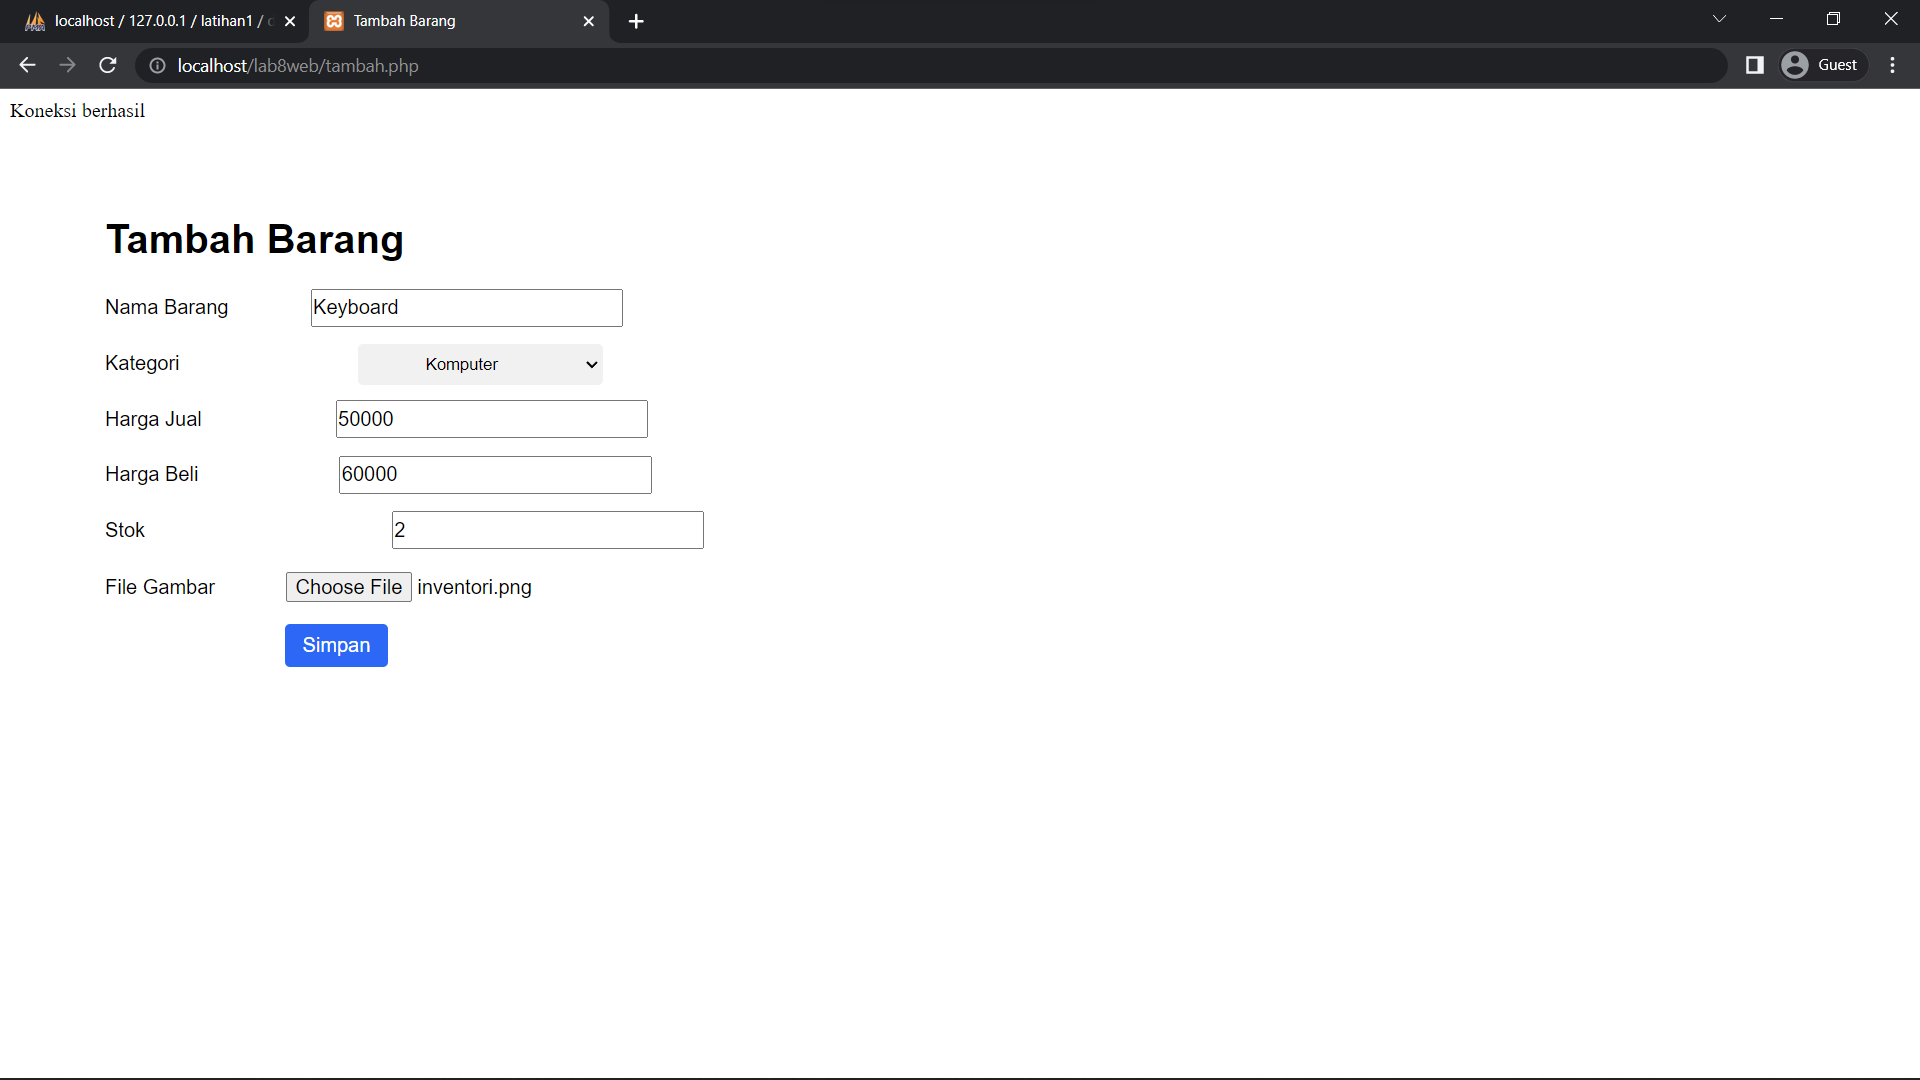 localhost / 127.0.0.1 / latihan1 /
Tambah Barang
localhost/lab8web/tambah.php
Guest
Koneksi berhasil
Tambah Barang
Nama Barang Keyboard
Kategori Komputer
Harga Jual 50000
Harga Beli 60000
Stok 2
File Gambar Choose File inventori.png
Simpan